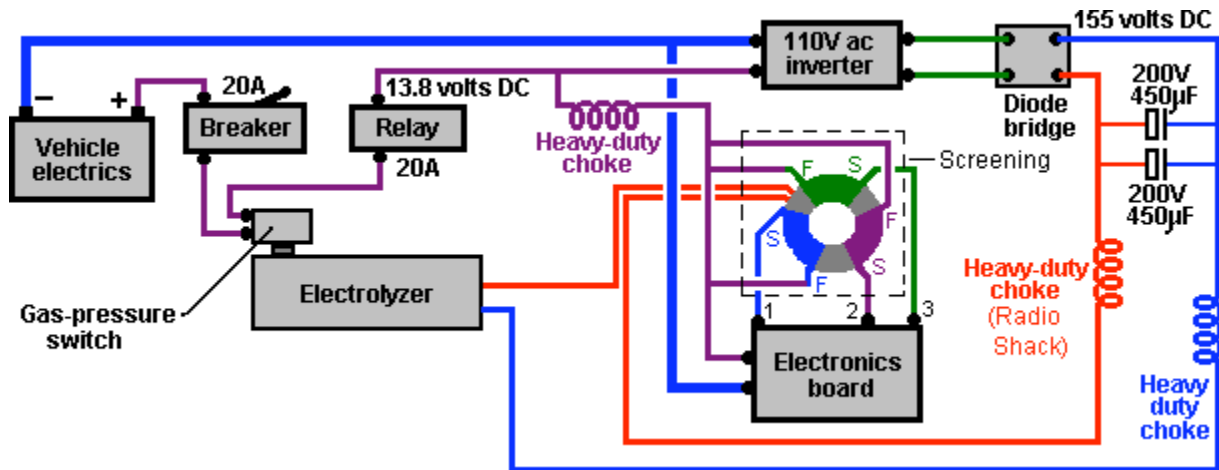 155 volts DC
110V ac
inverter
200V
450µF
Diode
bridge
–
+
20A
13.8 volts DC
Breaker
Relay
Vehicle
electrics
Heavy-duty
choke
20A
Screening
F
S
S
F
S
F
200V
450µF
Heavy-duty
choke
(Radio
Shack)
Electrolyzer
Gas-pressure
switch
1
2
3
Electronics
board
Heavy
duty
choke